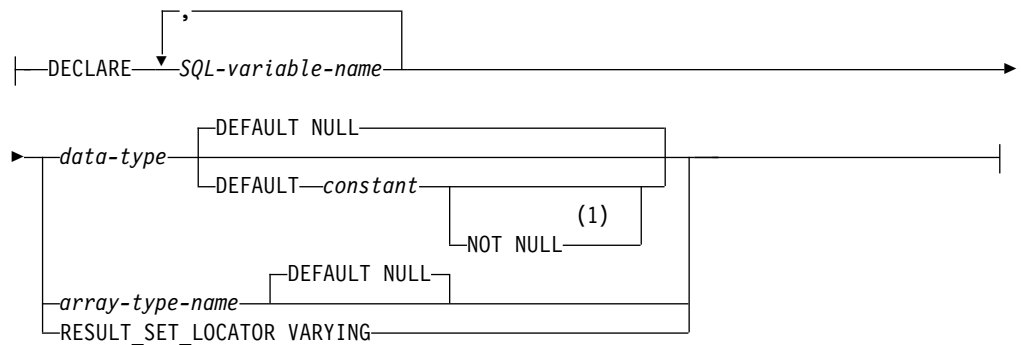 ,
DECLARE SQL-variable-name
DEFAULT NULL
data-type
DEFAULT constant
(1)
NOT NULL
DEFAULT NULL
array-type-name
RESULT_SET_LOCATOR VARYING